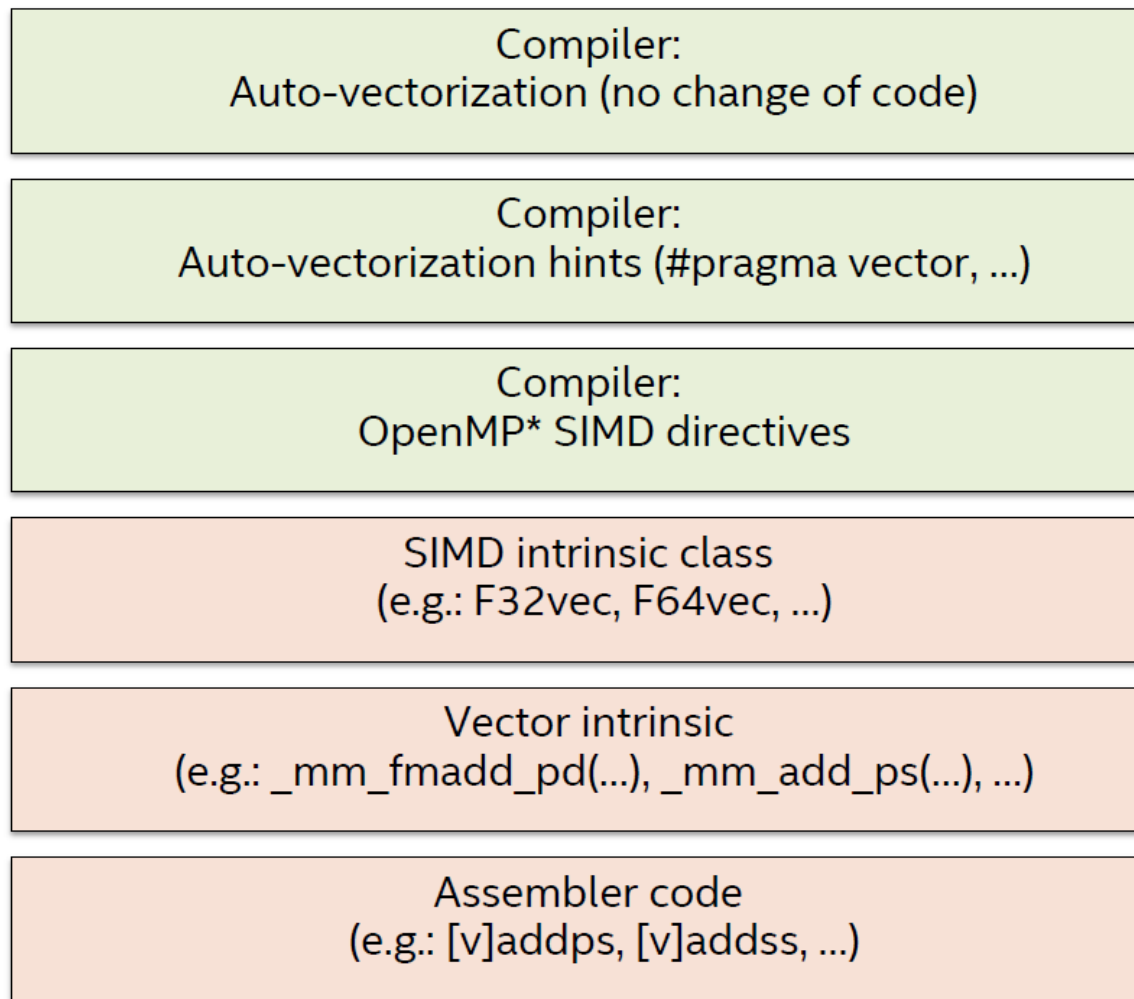 Compiler:
Auto-vectorization (no change of code)
Compiler:
Auto-vectorization hints (#pragma vector, ...)
Compiler:
OpenMP* SIMD directives
SIMD intrinsic class
(e.g.: F32vec, F64vec, ...)
Vector intrinsic
(e.g.: _mm_fmadd_pd(...), _mm_add_ps(...), ...)
Assembler code
(e.g.: [v]addps, [v]addss, ...)